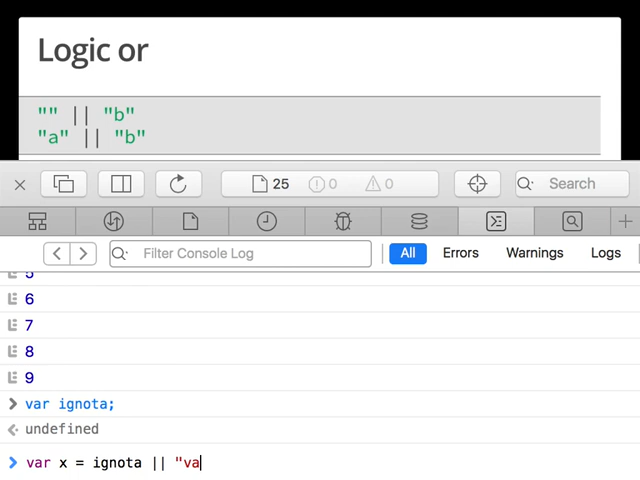 Logic or
"" || "b"
"a" || "b"
25 0 0 Search
Filter Console Log All Errors Warnings Logs
5
6
7
8
9
> var ignota;
undefined
> var x = ignota || "va